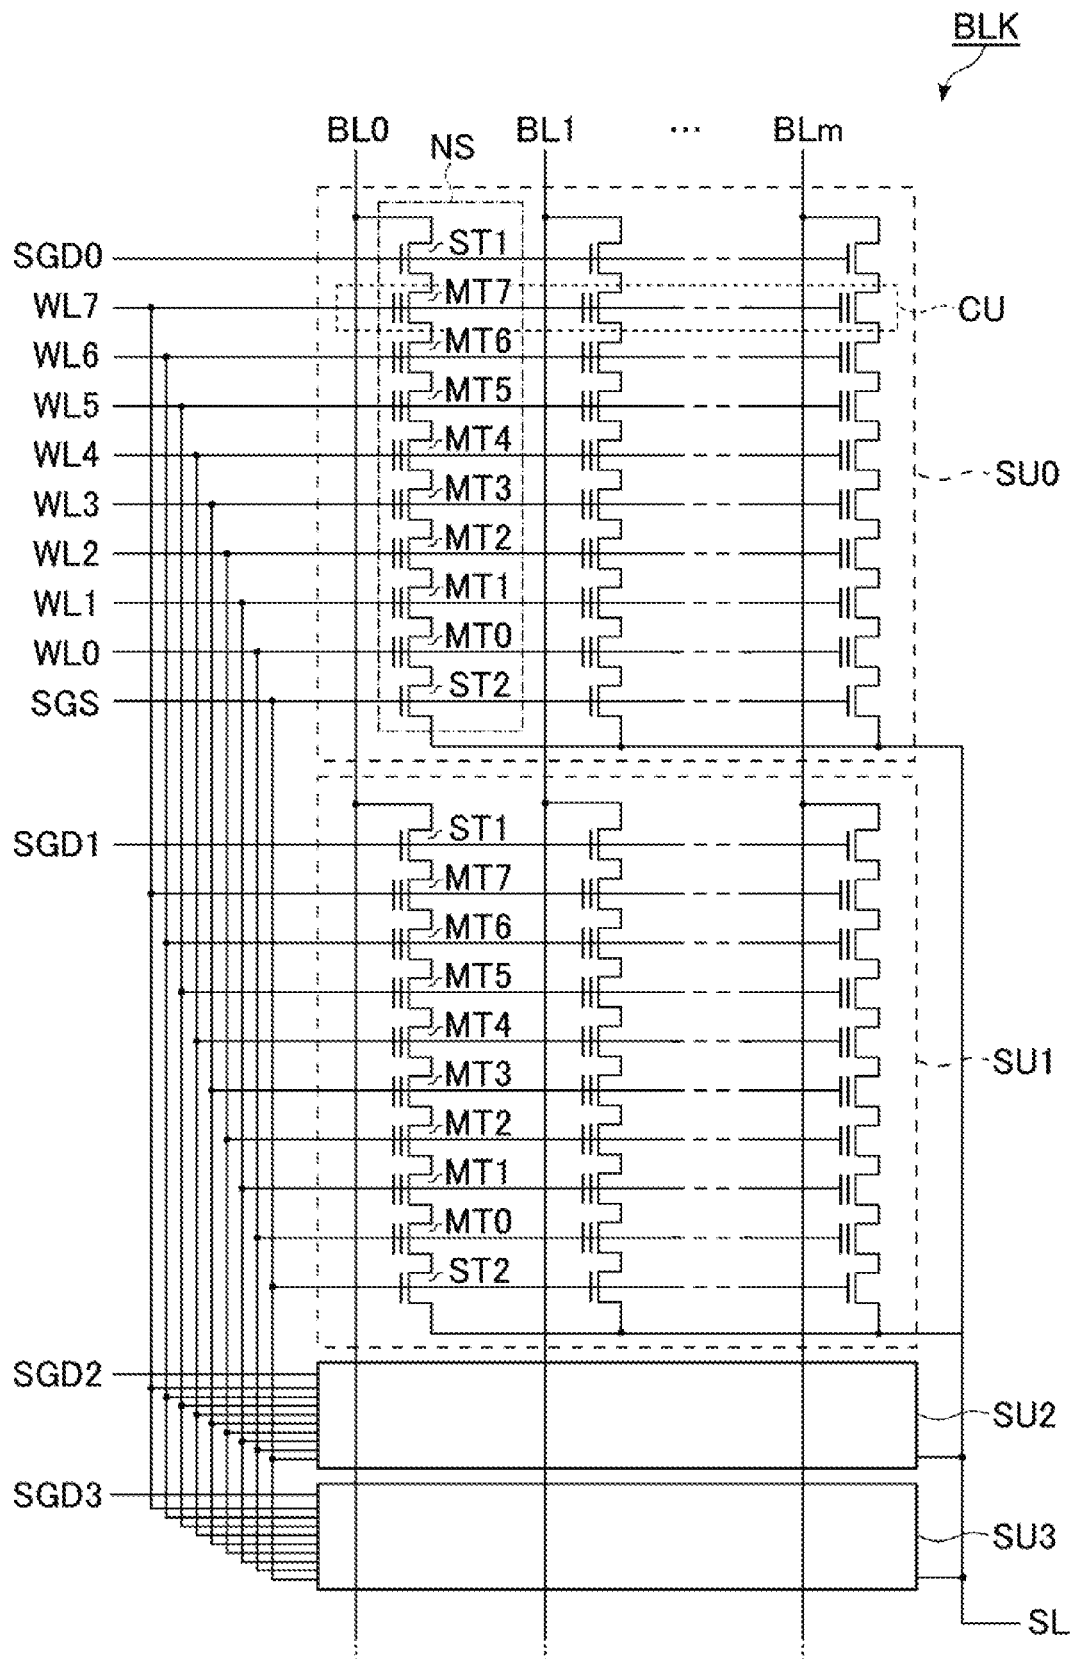 BLK
BL0 BL1 ... BLm
NS
SGD0 ST1
WL7 MT7 CU
WL6 MT6
WL5 MT5
WL4 MT4
SU0
WL3 MT3
WL2 MT2
WL1 MT1
WL0 MT0
SGS ST2
SGD1 ST1
MT7
MT6
MT5
MT4
SU1
MT3
MT2
MT1
MT0
ST2
SGD2
SU2
SGD3
SU3
SL